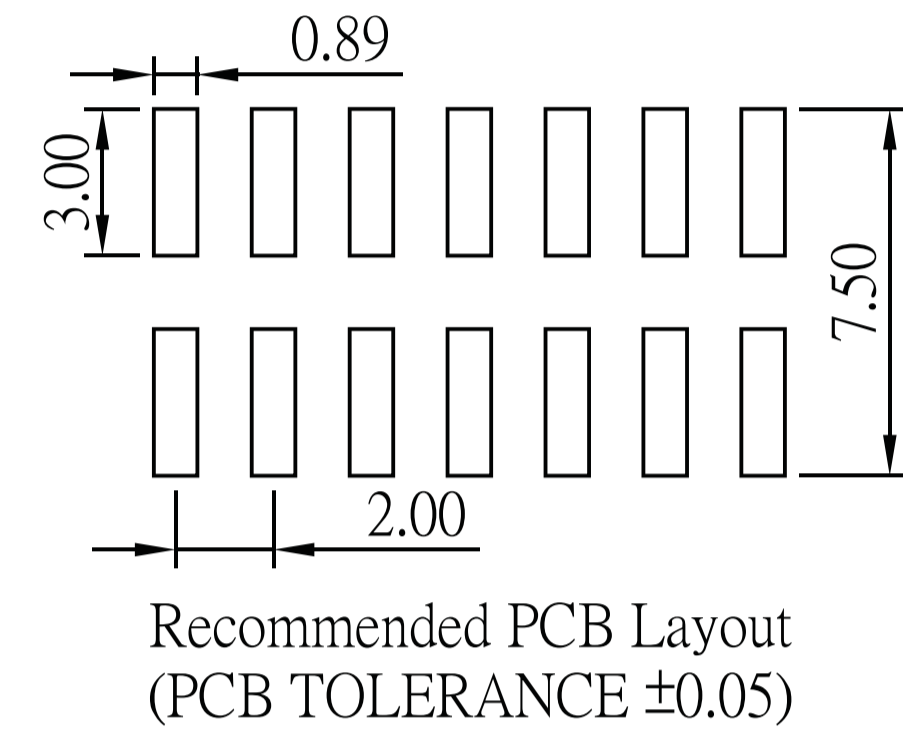 0.89
3.00
7.50
2.00
Recommended PCB Layout
(PCB TOLERANCE ±0.05)